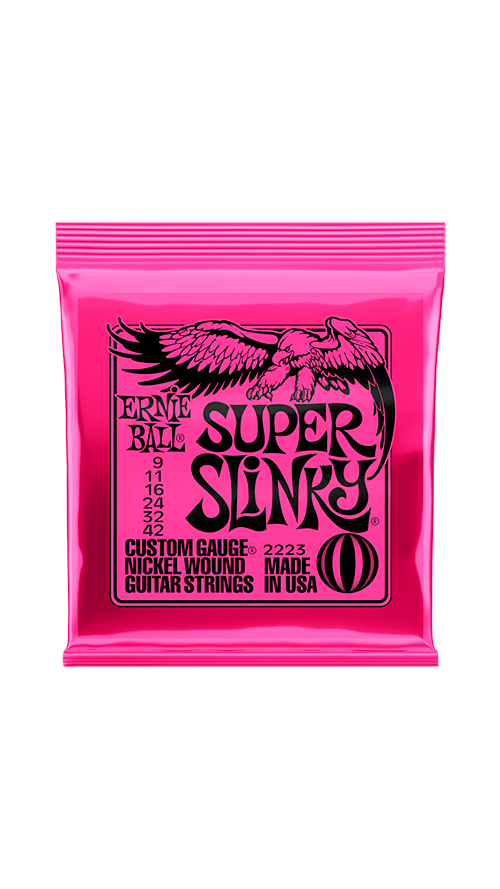 ERNIE
BALL®
SUPER
SLINKY®
9
11
16
24
32
42
CUSTOM GAUGE® 2223
NICKEL WOUND MADE
GUITAR STRINGS IN USA